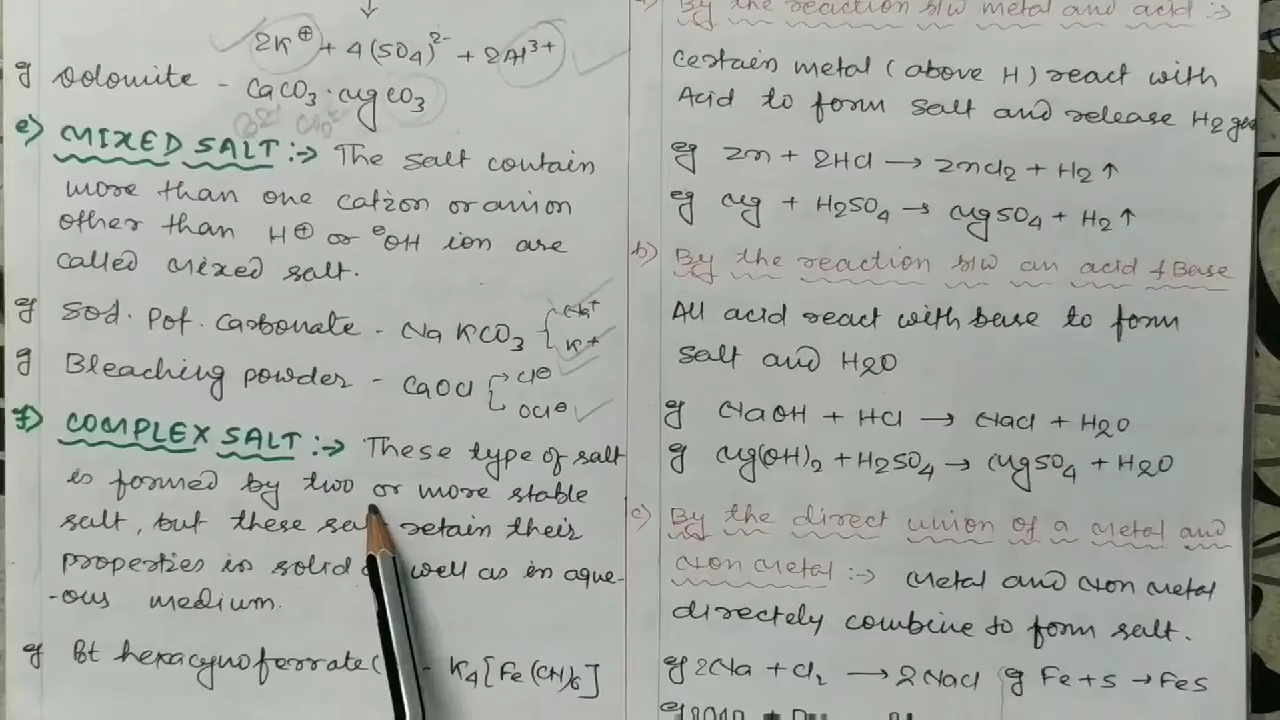 2K⊕ + 4(SO4)2- + 2Al3+
eg Dolomite - CaCO3.MgCO3
e) MIXED SALT :-> The salt contain
more than one cation or anion
other than H⊕ or ⊖OH ion are
called Mixed salt.
eg Sod. Pot. Carbonate - NaKCO3 Na+
K+
eg Bleaching powder - CaOCl Cl⊖
OCl⊖
f) COMPLEX SALT :-> These type of salt
is formed by two or more stable
salt, but these retain their
properties in solid well as in aque-
-ous medium.
eg Pt hexacynoferrate( - K4[Fe(CN)6]
By the reaction b/w metal and acid :->
Certain metal (above H) react with
Acid to form salt and release H2 gas
eg Zn + 2HCl → ZnCl2 + H2↑
eg Mg + H2SO4 → MgSO4 + H2↑
b) By the reaction b/w an acid & Base
All acid react with base to form
salt and H2O
eg NaOH + HCl → NaCl + H2O
eg Mg(OH)2 + H2SO4 → MgSO4 + H2O
c) By the direct union of a Metal and
Non Metal :-> Metal and Non Metal
directely combine to form salt.
eg 2Na + Cl2 → 2NaCl eg Fe+S → FeS